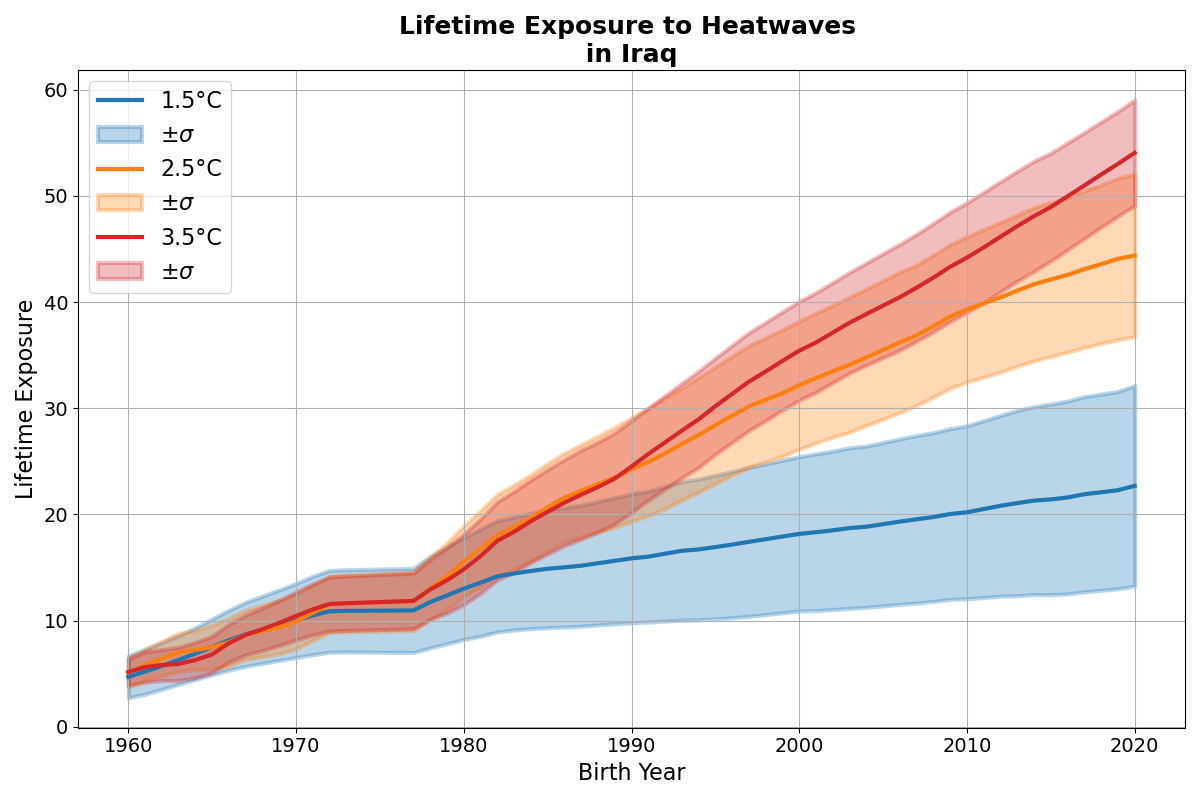 Lifetime Exposure to Heatwaves
in Iraq
1.5°C
±σ
2.5°C
±σ
3.5°C
±σ
Lifetime Exposure
60
50
40
30
20
10
0
1960 1970 1980 1990 2000 2010 2020
Birth Year